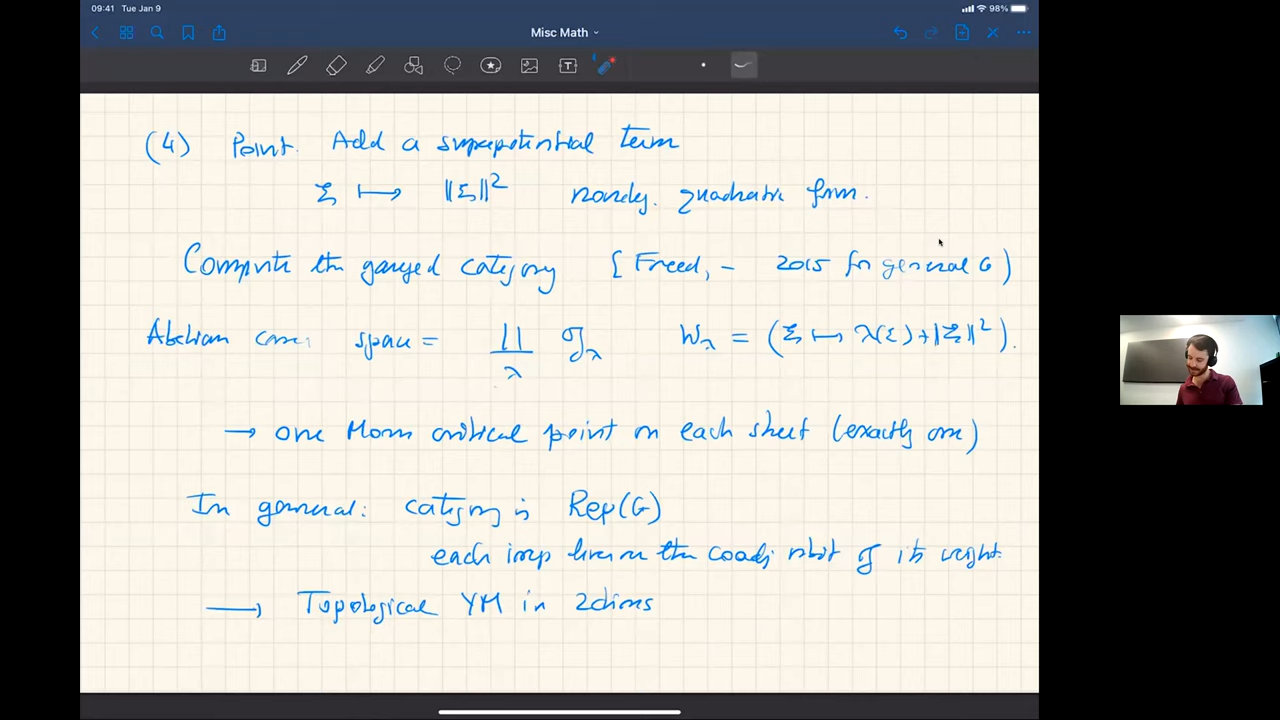 09:41 Tue Jan 9
98%
Misc Math
(4) Point. Add a superpotential term
ξ ⟼ ‖ξ‖² nondeg. quadratic form.
Compute the gauged category [Freed, – 2015 for general G)
Abelian case: space = ∐_λ 𝔤_λ W_λ = (ξ ↦ λ(ξ) + ‖ξ‖²).
→ one Morse critical point on each sheet (exactly one)
In general: category is Rep(G)
each irrep lives on the coadj orbit of its weight.
⟶ Topological YM in 2dims